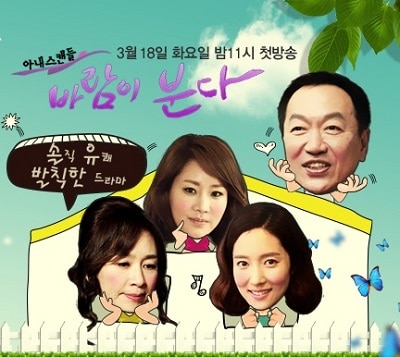 3월 18일 화요일 밤11시 첫방송
아내스캔들
바람이 분다
손직 유쾌
발칙한 드라마